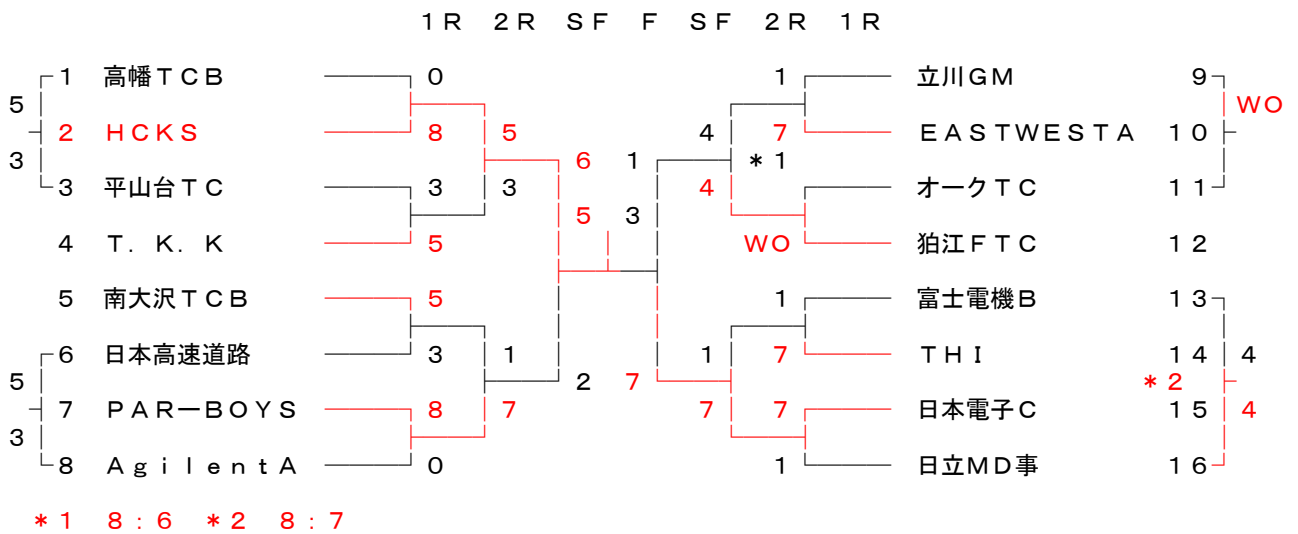 １Ｒ ２Ｒ ＳＦ Ｆ ＳＦ ２Ｒ １Ｒ
１ 高幡ＴＣＢ ０ １ 立川ＧＭ ９
５ ＷＯ
２ ＨＣＫＳ ８ ５ ４ ７ ＥＡＳＴＷＥＳＴＡ １０
３ ６ １ ＊１
３ 平山台ＴＣ ３ ３ ４ オークＴＣ １１
５ ３
４ Ｔ．Ｋ．Ｋ ５ ＷＯ 狛江ＦＴＣ １２
５ 南大沢ＴＣＢ ５ １ 富士電機Ｂ １３
６ 日本高速道路 ３ １ １ ７ ＴＨＩ １４ ４
５ ２ ７ ＊２
７ ＰＡＲーＢＯＹＳ ８ ７ ７ ７ 日本電子Ｃ １５ ４
３
８ ＡｇｉｌｅｎｔＡ ０ １ 日立ＭＤ事 １６
＊１ ８：６ ＊２ ８：７